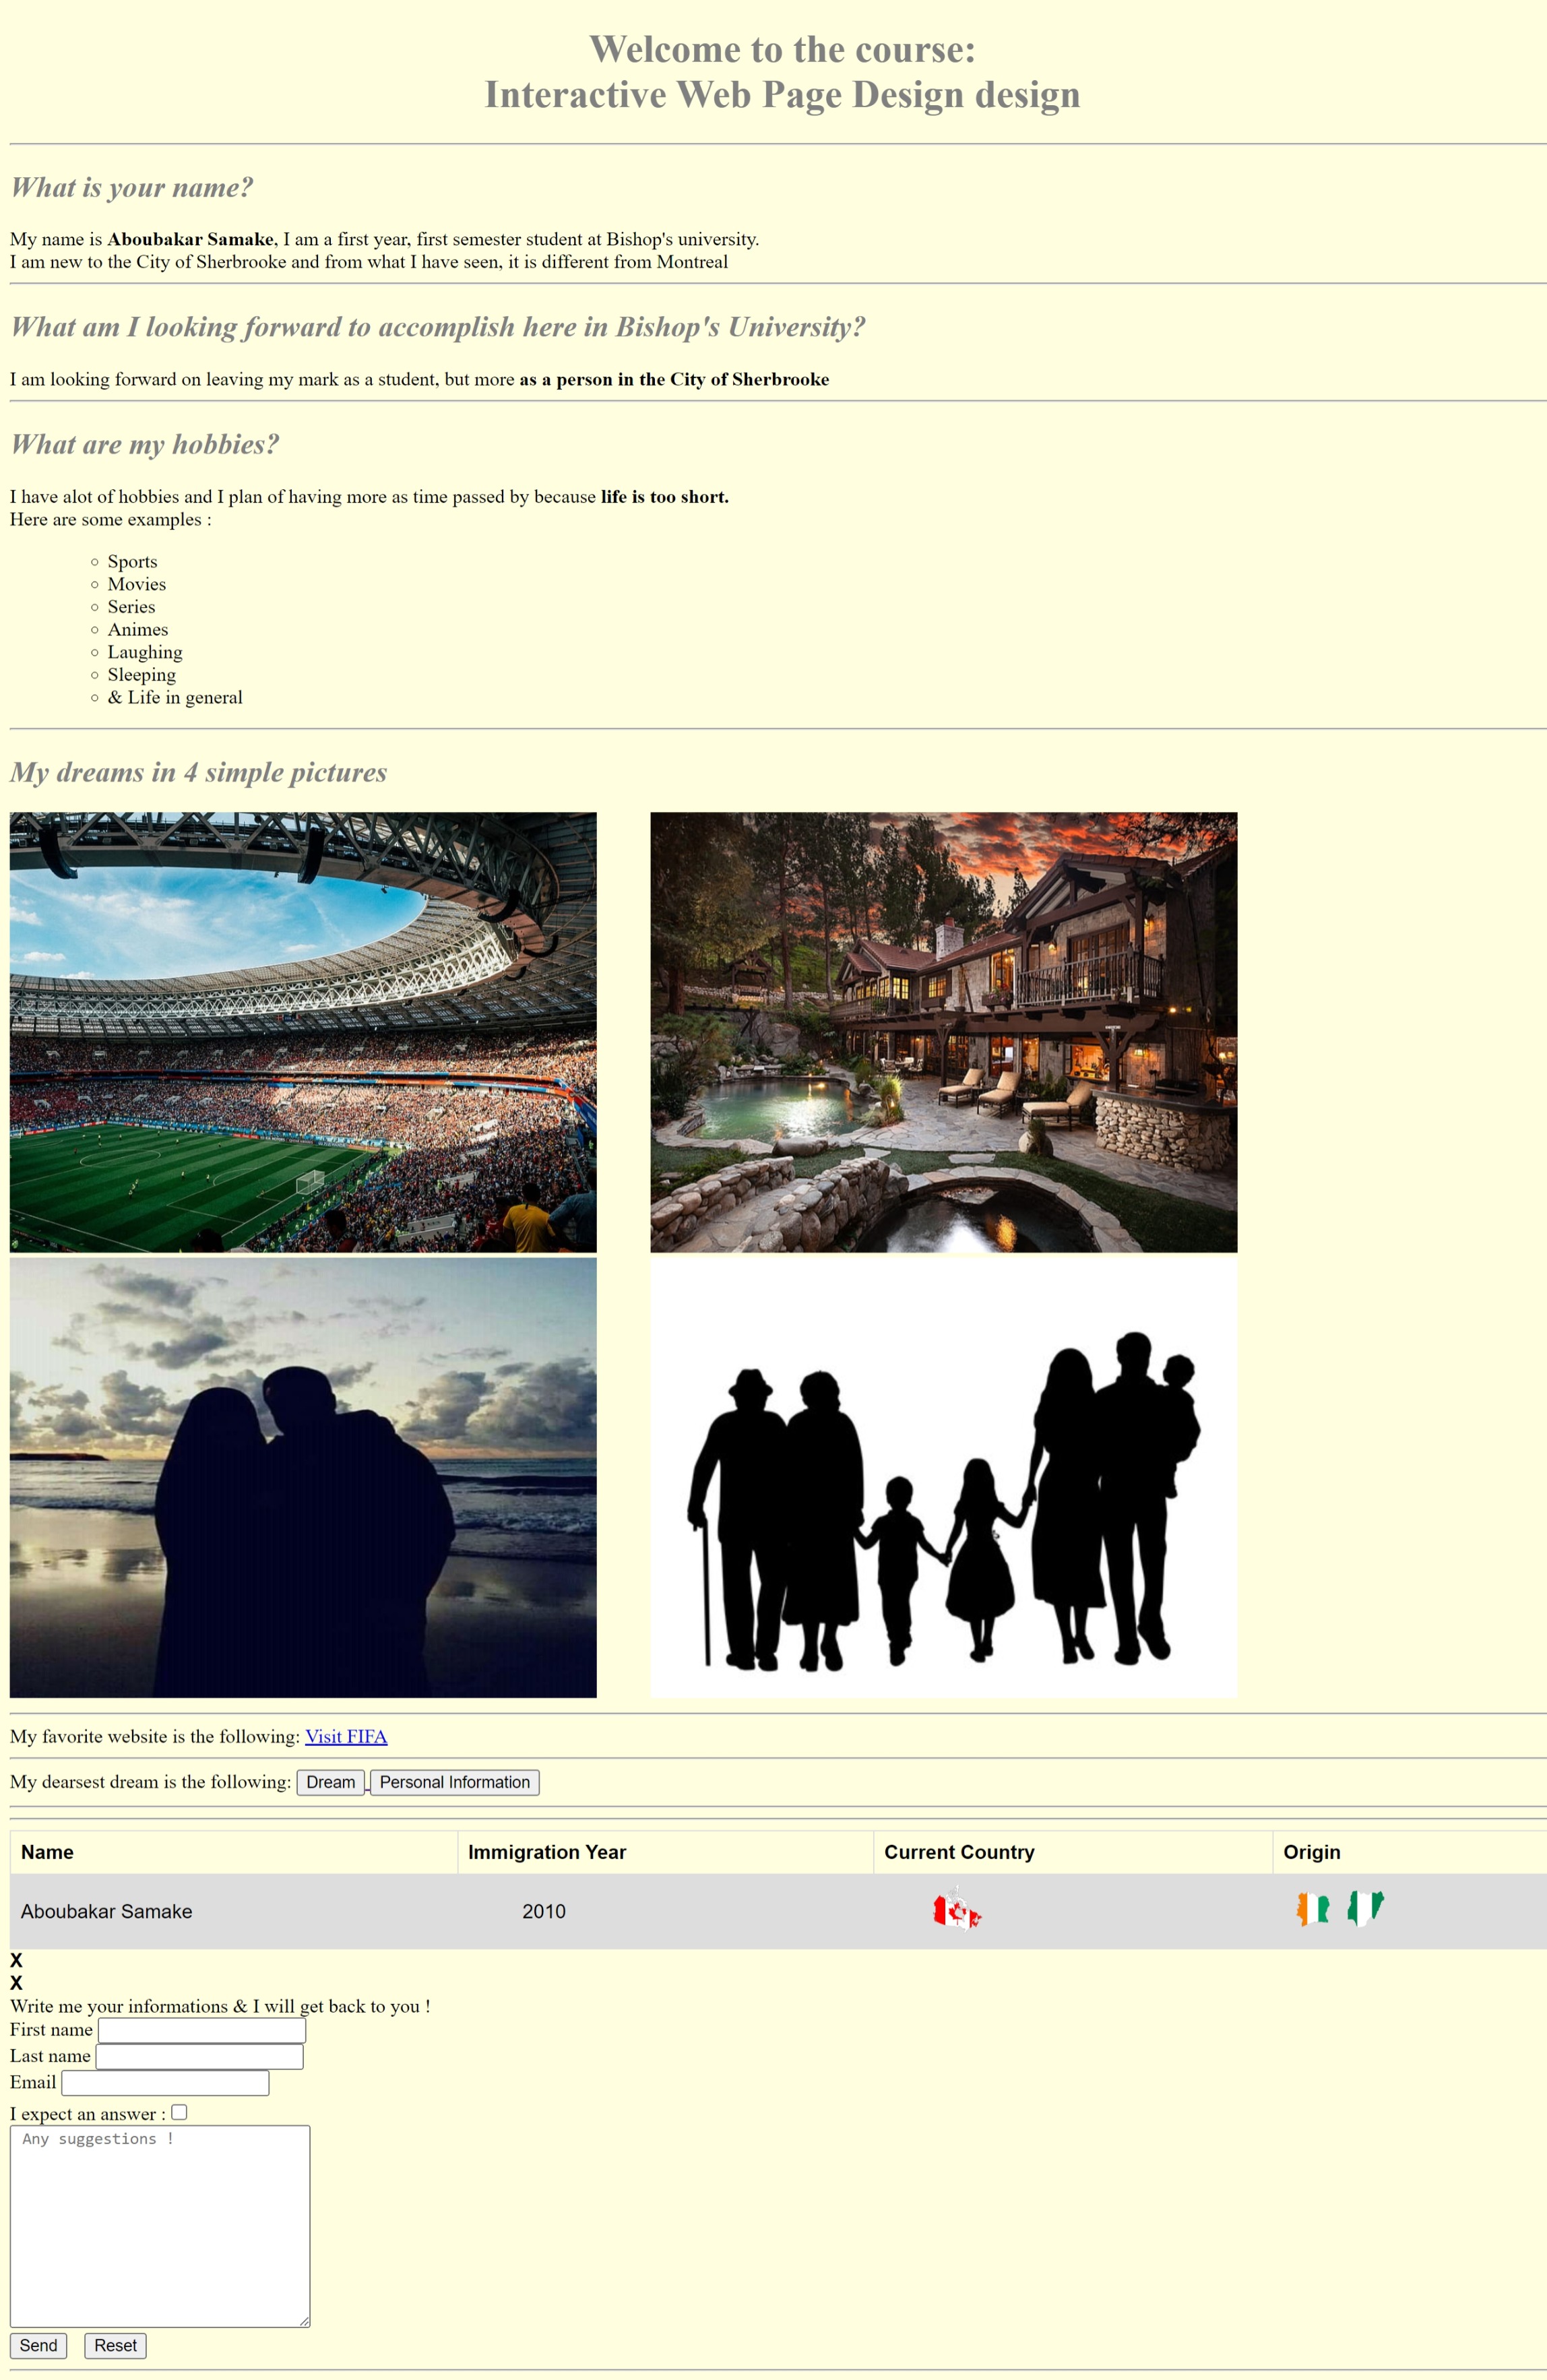 Welcome to the course:
Interactive Web Page Design design
What is your name?
My name is Aboubakar Samake, I am a first year, first semester student at Bishop's university.
I am new to the City of Sherbrooke and from what I have seen, it is different from Montreal
What am I looking forward to accomplish here in Bishop's University?
I am looking forward on leaving my mark as a student, but more as a person in the City of Sherbrooke
What are my hobbies?
I have alot of hobbies and I plan of having more as time passed by because life is too short.
Here are some examples :
Sports
Movies
Series
Animes
Laughing
Sleeping
& Life in general
My dreams in 4 simple pictures
My favorite website is the following: Visit FIFA
My dearsest dream is the following: Dream Personal Information
Name Immigration Year Current Country Origin
Aboubakar Samake 2010
X
X
Write me your informations & I will get back to you !
First name
Last name
Email
I expect an answer :
Any suggestions !
Send Reset